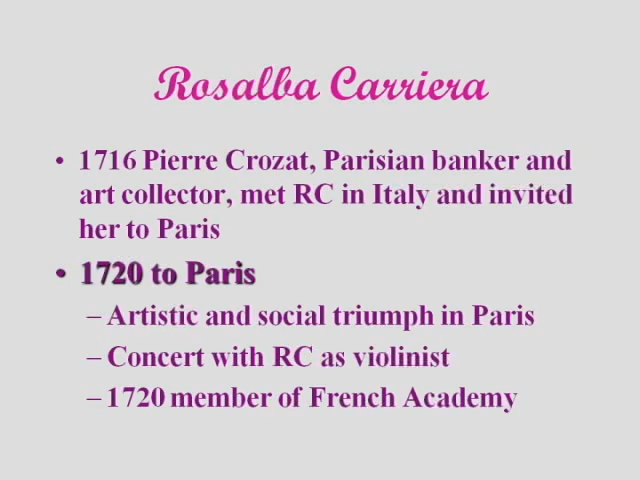 Rosalba Carriera
• 1716 Pierre Crozat, Parisian banker and
art collector, met RC in Italy and invited
her to Paris
• 1720 to Paris
– Artistic and social triumph in Paris
– Concert with RC as violinist
– 1720 member of French Academy